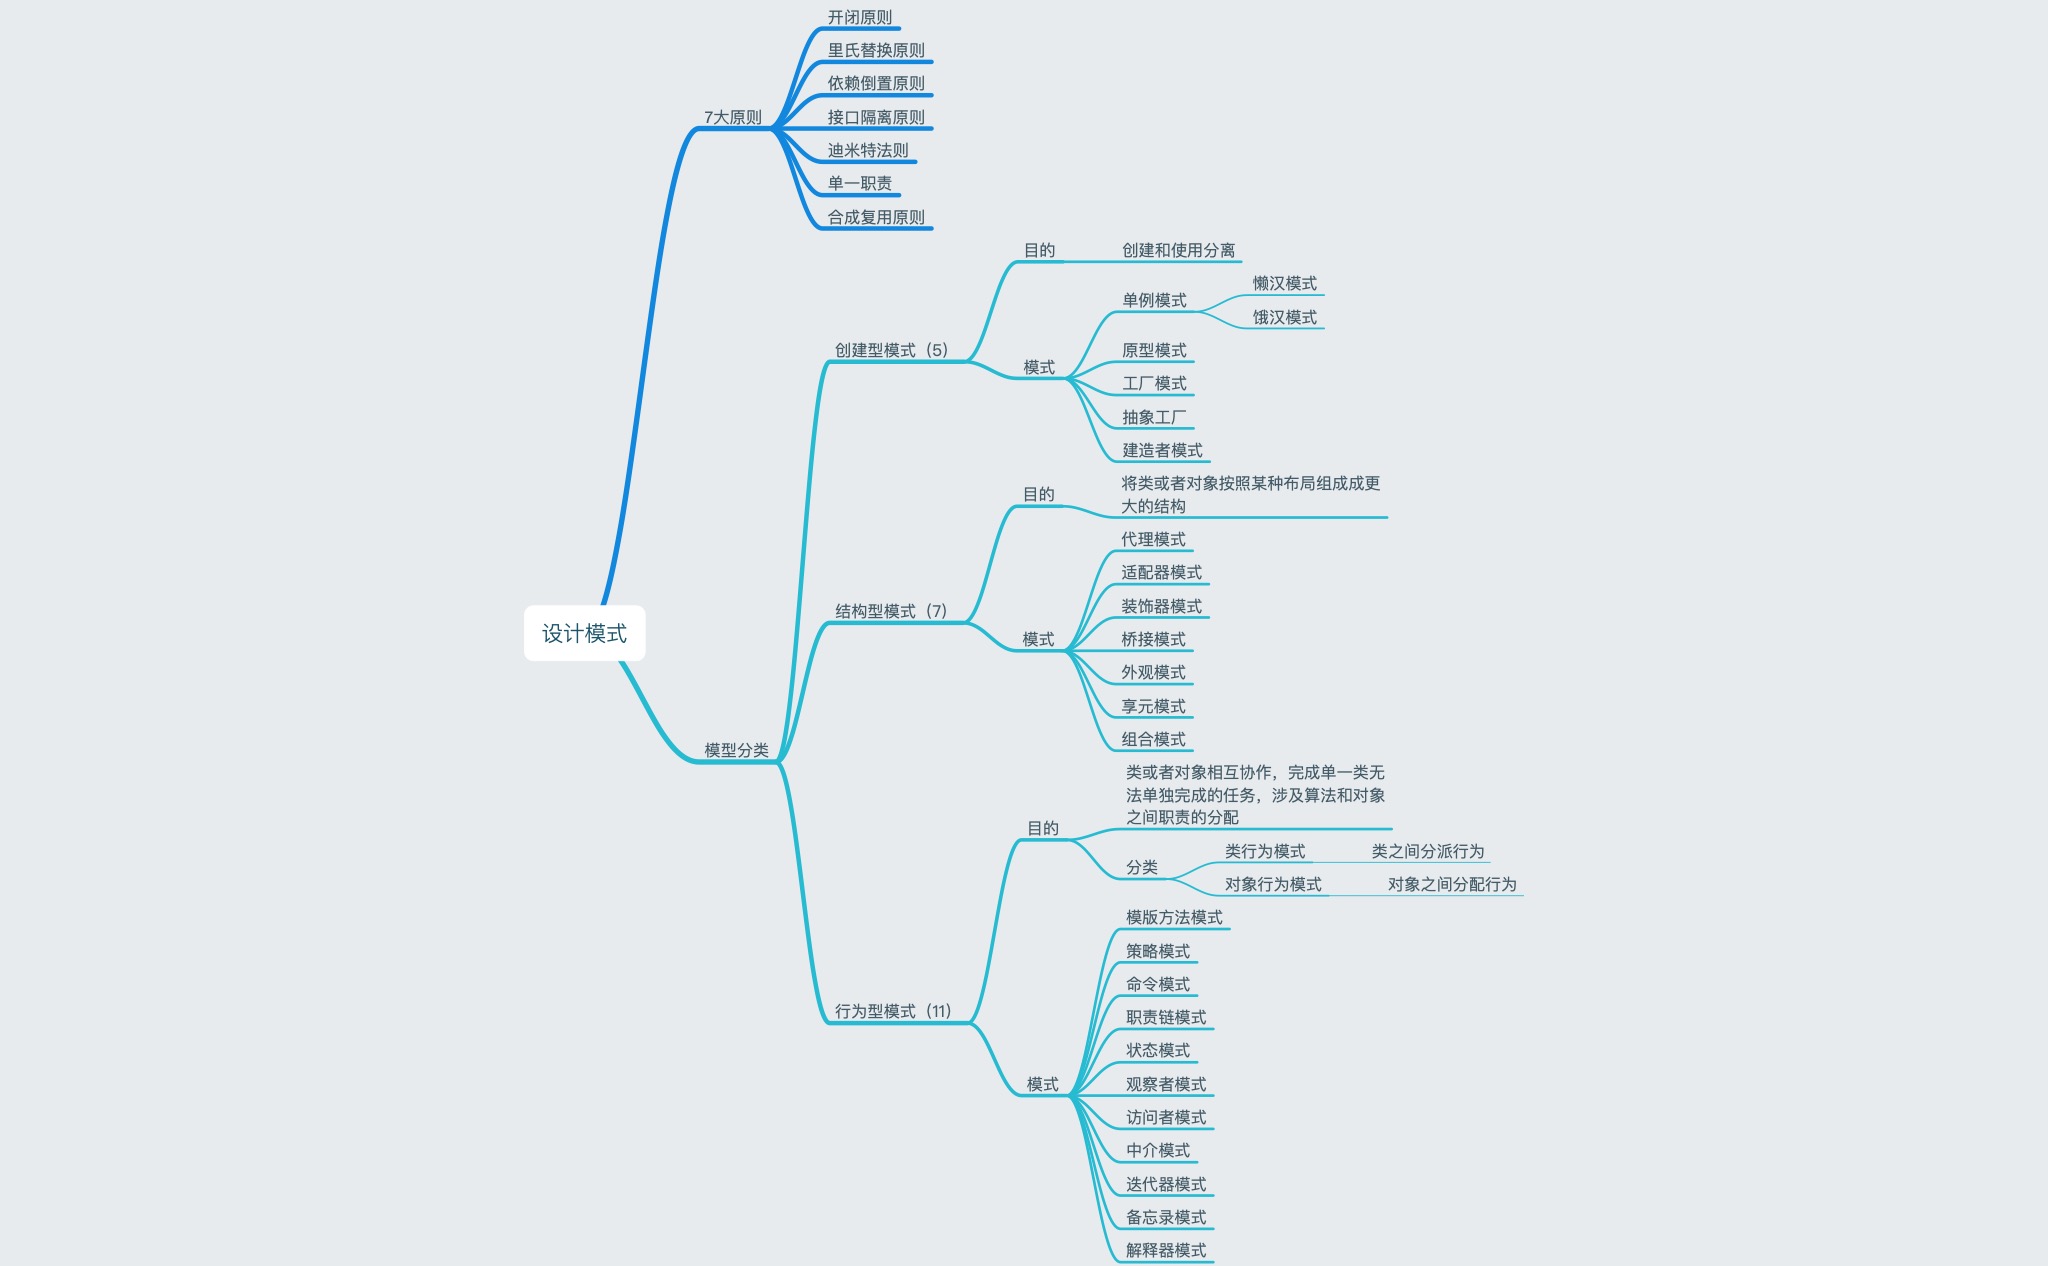 设计模式
7大原则
开闭原则
里氏替换原则
依赖倒置原则
接口隔离原则
迪米特法则
单一职责
合成复用原则
模型分类
创建型模式（5）
目的
创建和使用分离
模式
单例模式
懒汉模式
饿汉模式
原型模式
工厂模式
抽象工厂
建造者模式
结构型模式（7）
目的
将类或者对象按照某种布局组成成更
大的结构
模式
代理模式
适配器模式
装饰器模式
桥接模式
外观模式
享元模式
组合模式
行为型模式（11）
目的
类或者对象相互协作，完成单一类无
法单独完成的任务，涉及算法和对象
之间职责的分配
分类
类行为模式
类之间分派行为
对象行为模式
对象之间分配行为
模式
模版方法模式
策略模式
命令模式
职责链模式
状态模式
观察者模式
访问者模式
中介模式
迭代器模式
备忘录模式
解释器模式